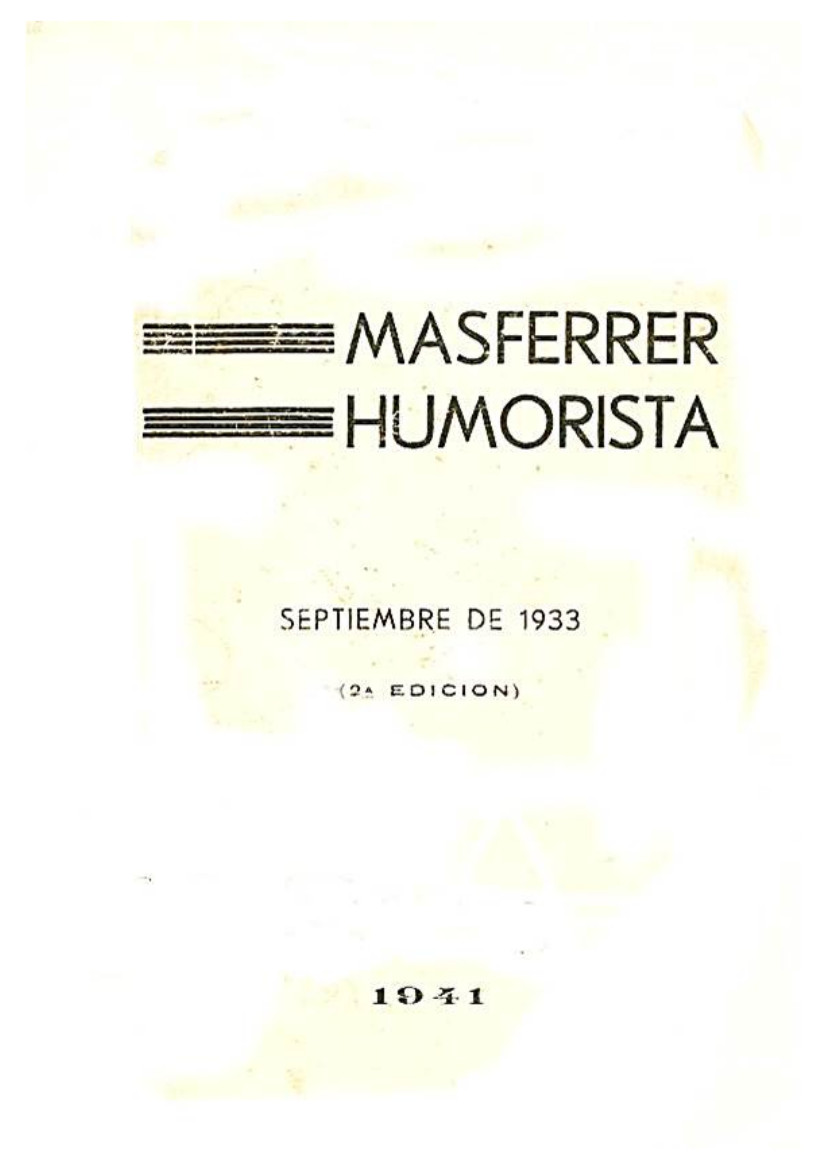 MASFERRER
HUMORISTA
SEPTIEMBRE DE 1933
(2ᴬ EDICION)
1941